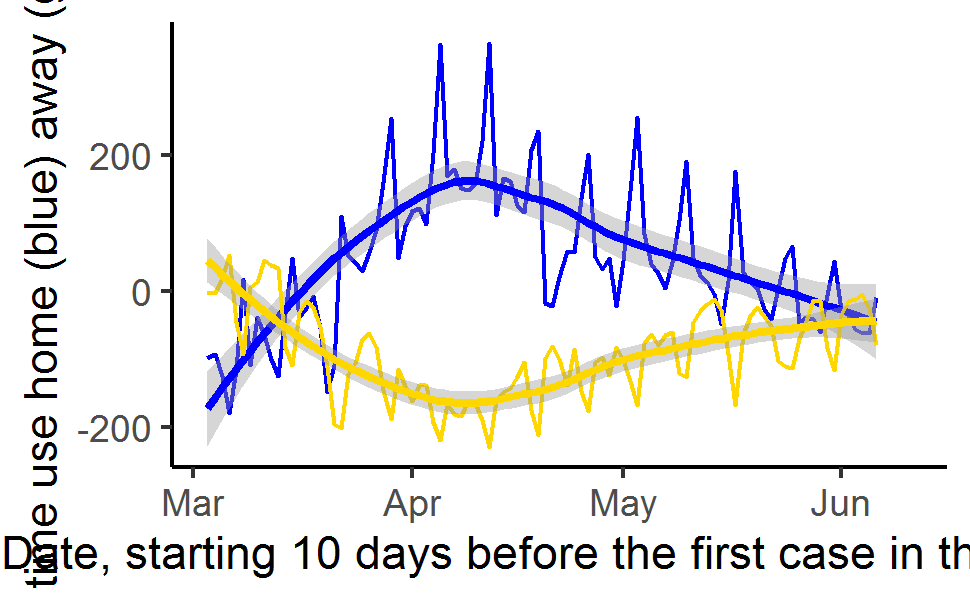 time use home (blue) away (
200
0
-200
Mar Apr May Jun
Date, starting 10 days before the first case in th